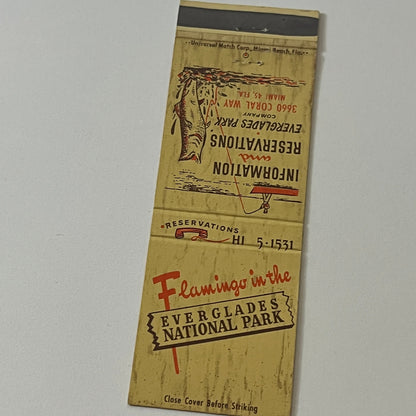 Universal Match Corp., Miami Beach, Fla.
INFORMATION
and
RESERVATIONS
EVERGLADES PARK
COMPANY
3660 CORAL WAY
MIAMI 45, FLA.
RESERVATIONS
HI 5-1531
Flamingo in the
EVERGLADES
NATIONAL PARK
Close Cover Before Striking